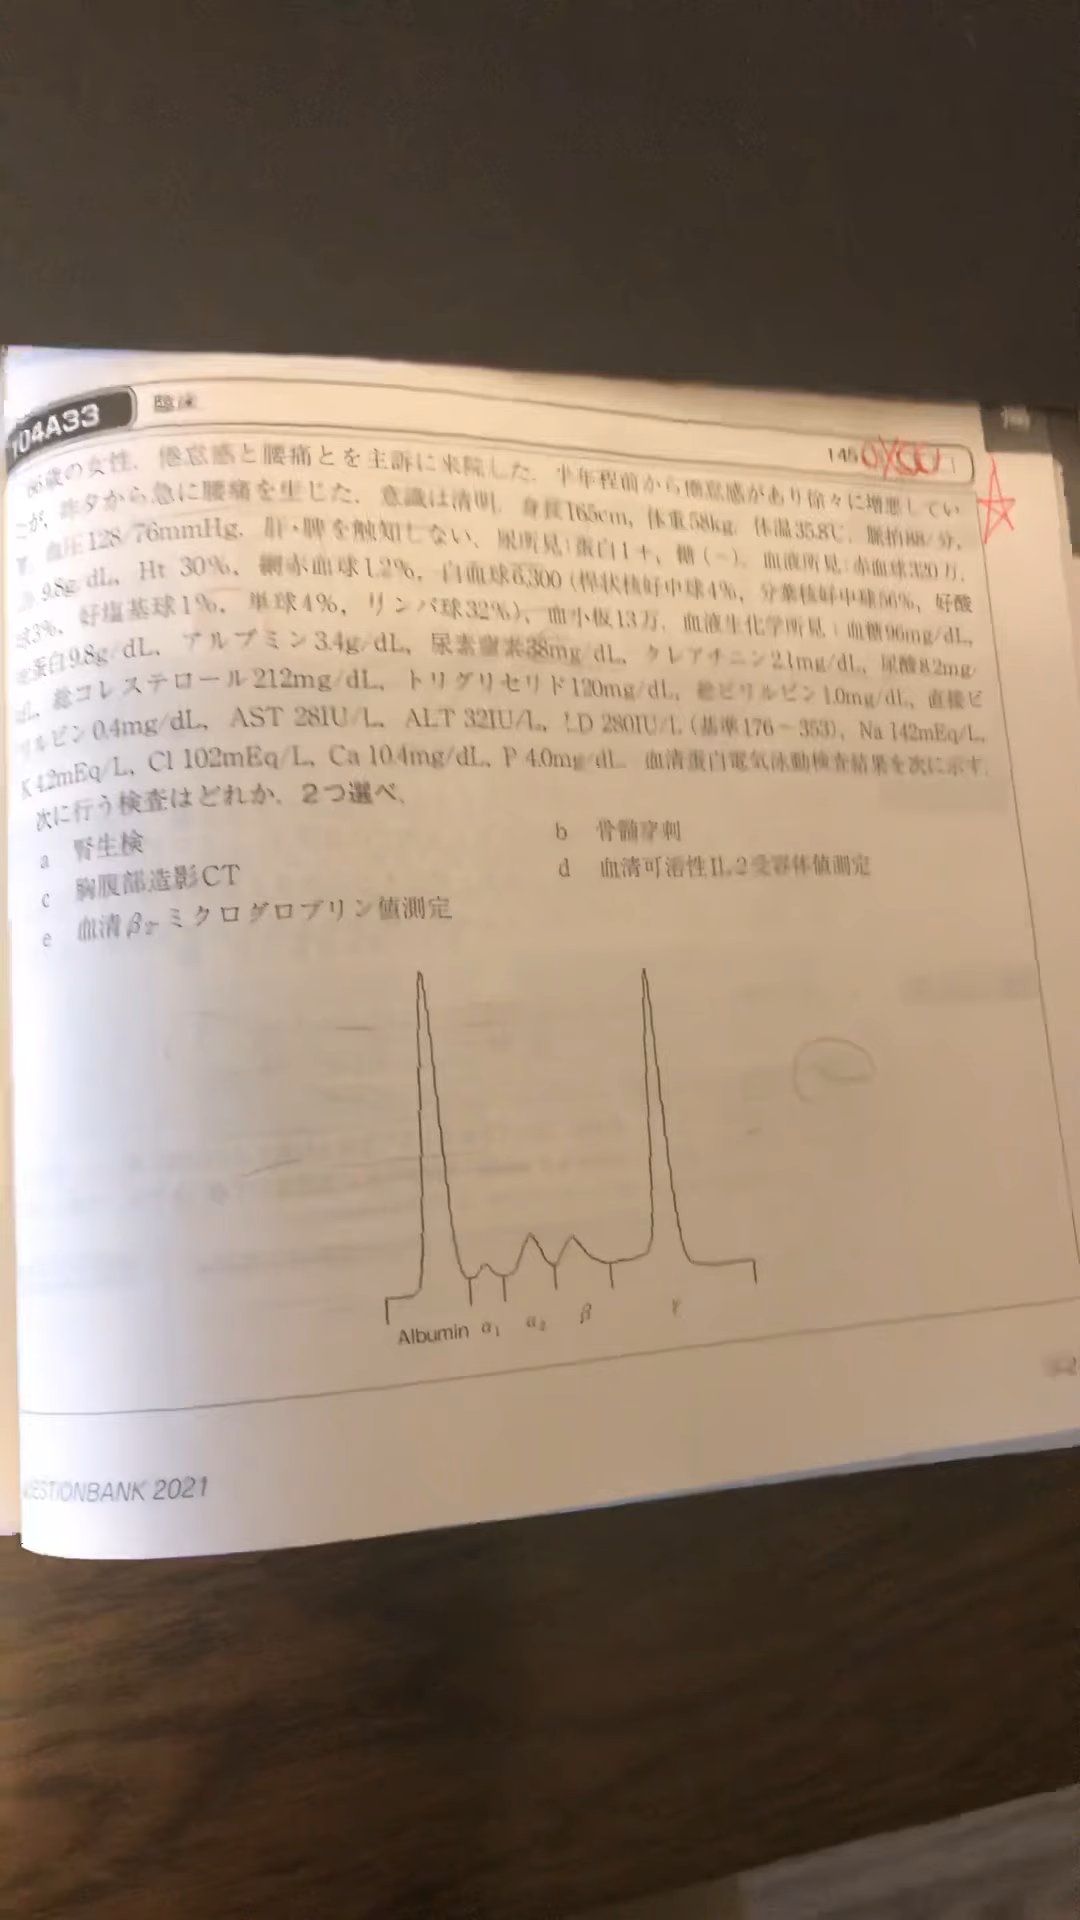 104A33 臨床
66歳の女性．倦怠感と腰痛とを主訴に来院した．半年程前から倦怠感があり徐々に増悪してい
たが，昨夕から急に腰痛を生じた．意識は清明．身長165cm，体重58kg．体温35.8℃．脈拍88/分，
整．血圧128/76mmHg．肝・脾を触知しない．尿所見：蛋白1+，糖（−）．血液所見：赤血球320万，
9.8g/dL，Ht 30%，網赤血球1.2%，白血球6,300（桿状核好中球4%，分葉核好中球56%，好酸
球3%，好塩基球1%，単球4%，リンパ球32%），血小板13万．血液生化学所見：血糖96mg/dL，
総蛋白9.8g/dL，アルブミン3.4g/dL，尿素窒素38mg/dL，クレアチニン2.1mg/dL，尿酸8.2mg/
dL，総コレステロール212mg/dL，トリグリセリド120mg/dL，総ビリルビン1.0mg/dL，直接ビ
リルビン0.4mg/dL，AST 28IU/L，ALT 32IU/L，LD 280IU/L（基準176〜353），Na 142mEq/L，
K 4.2mEq/L，Cl 102mEq/L，Ca 10.4mg/dL，P 4.0mg/dL．血清蛋白電気泳動検査結果を次に示す．
次に行う検査はどれか．2つ選べ．
a 腎生検 b 骨髄穿刺
c 胸腹部造影CT d 血清可溶性IL-2受容体値測定
e 血清β₂-ミクログロブリン値測定
Albumin α₁ α₂ β γ
QUESTIONBANK 2021